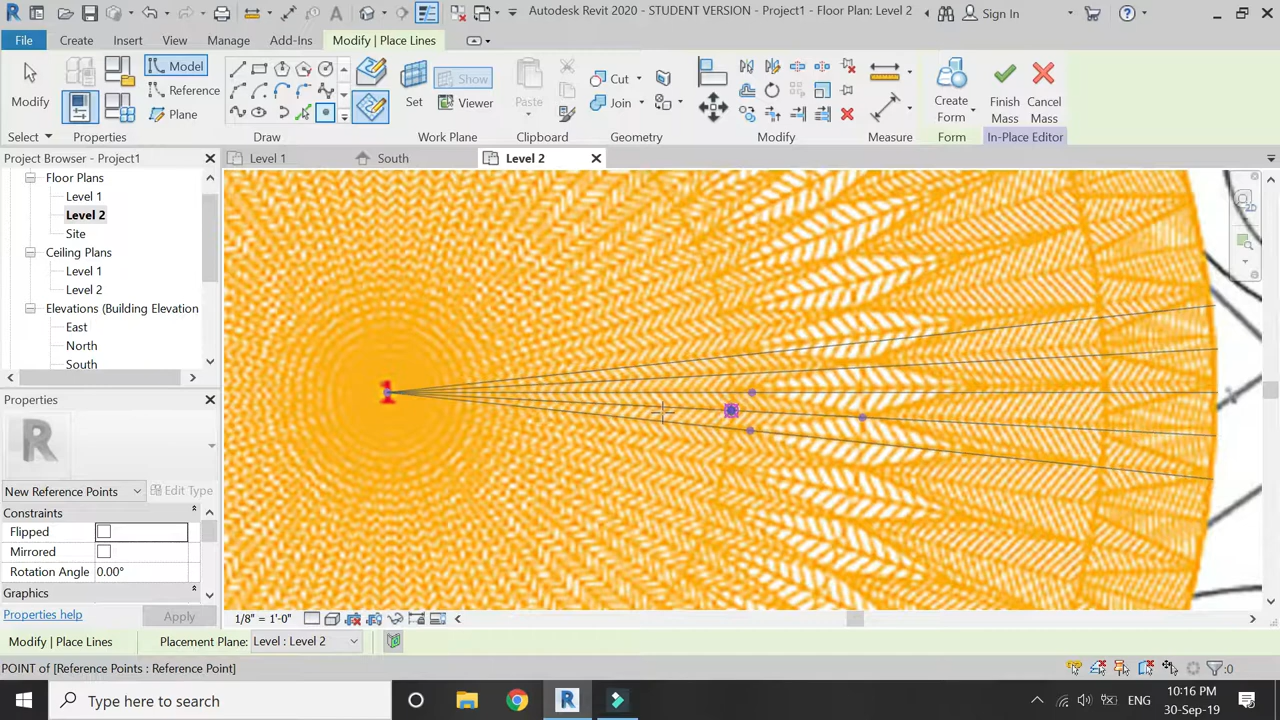 Autodesk Revit 2020 - STUDENT VERSION - Project1 - Floor Plan: Level 2
Sign In
File Create Insert View Manage Add-Ins Modify | Place Lines
Modify
Model
Reference
Plane
Set
Show
Viewer
Paste
Cut
Join
Create Form
Finish Mass
Cancel Mass
Select Properties Draw Work Plane Clipboard Geometry Modify Measure Form In-Place Editor
Project Browser - Project1
Level 1 South Level 2
Floor Plans
Level 1
Level 2
Site
Ceiling Plans
Level 1
Level 2
Elevations (Building Elevation
East
North
South
1
Properties
R
New Reference Points Edit Type
Constraints
Flipped
Mirrored
Rotation Angle 0.00°
Graphics
Properties help Apply
1/8" = 1'-0"
Modify | Place Lines Placement Plane: Level : Level 2
POINT of [Reference Points : Reference Point] :0
Type here to search
ENG 10:16 PM
30-Sep-19